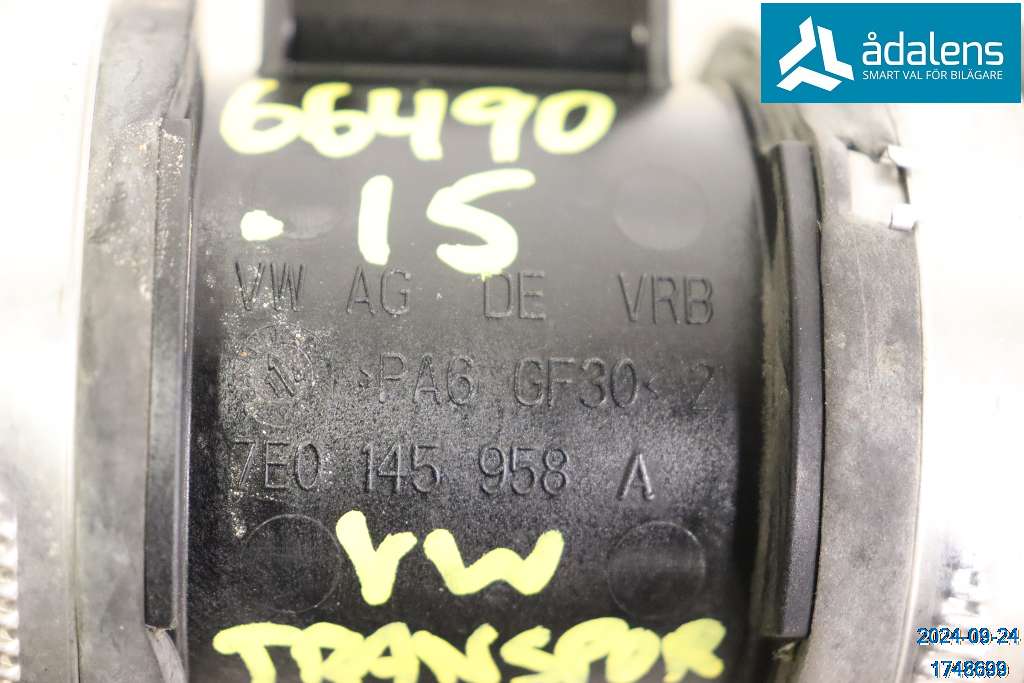 ådalens
SMART VAL FÖR BILÄGARE
66490
.15
VW AG DE VRB
>PA6 GF30< 2
7E0 145 958 A
VW
TRANSPOR
2024-09-24